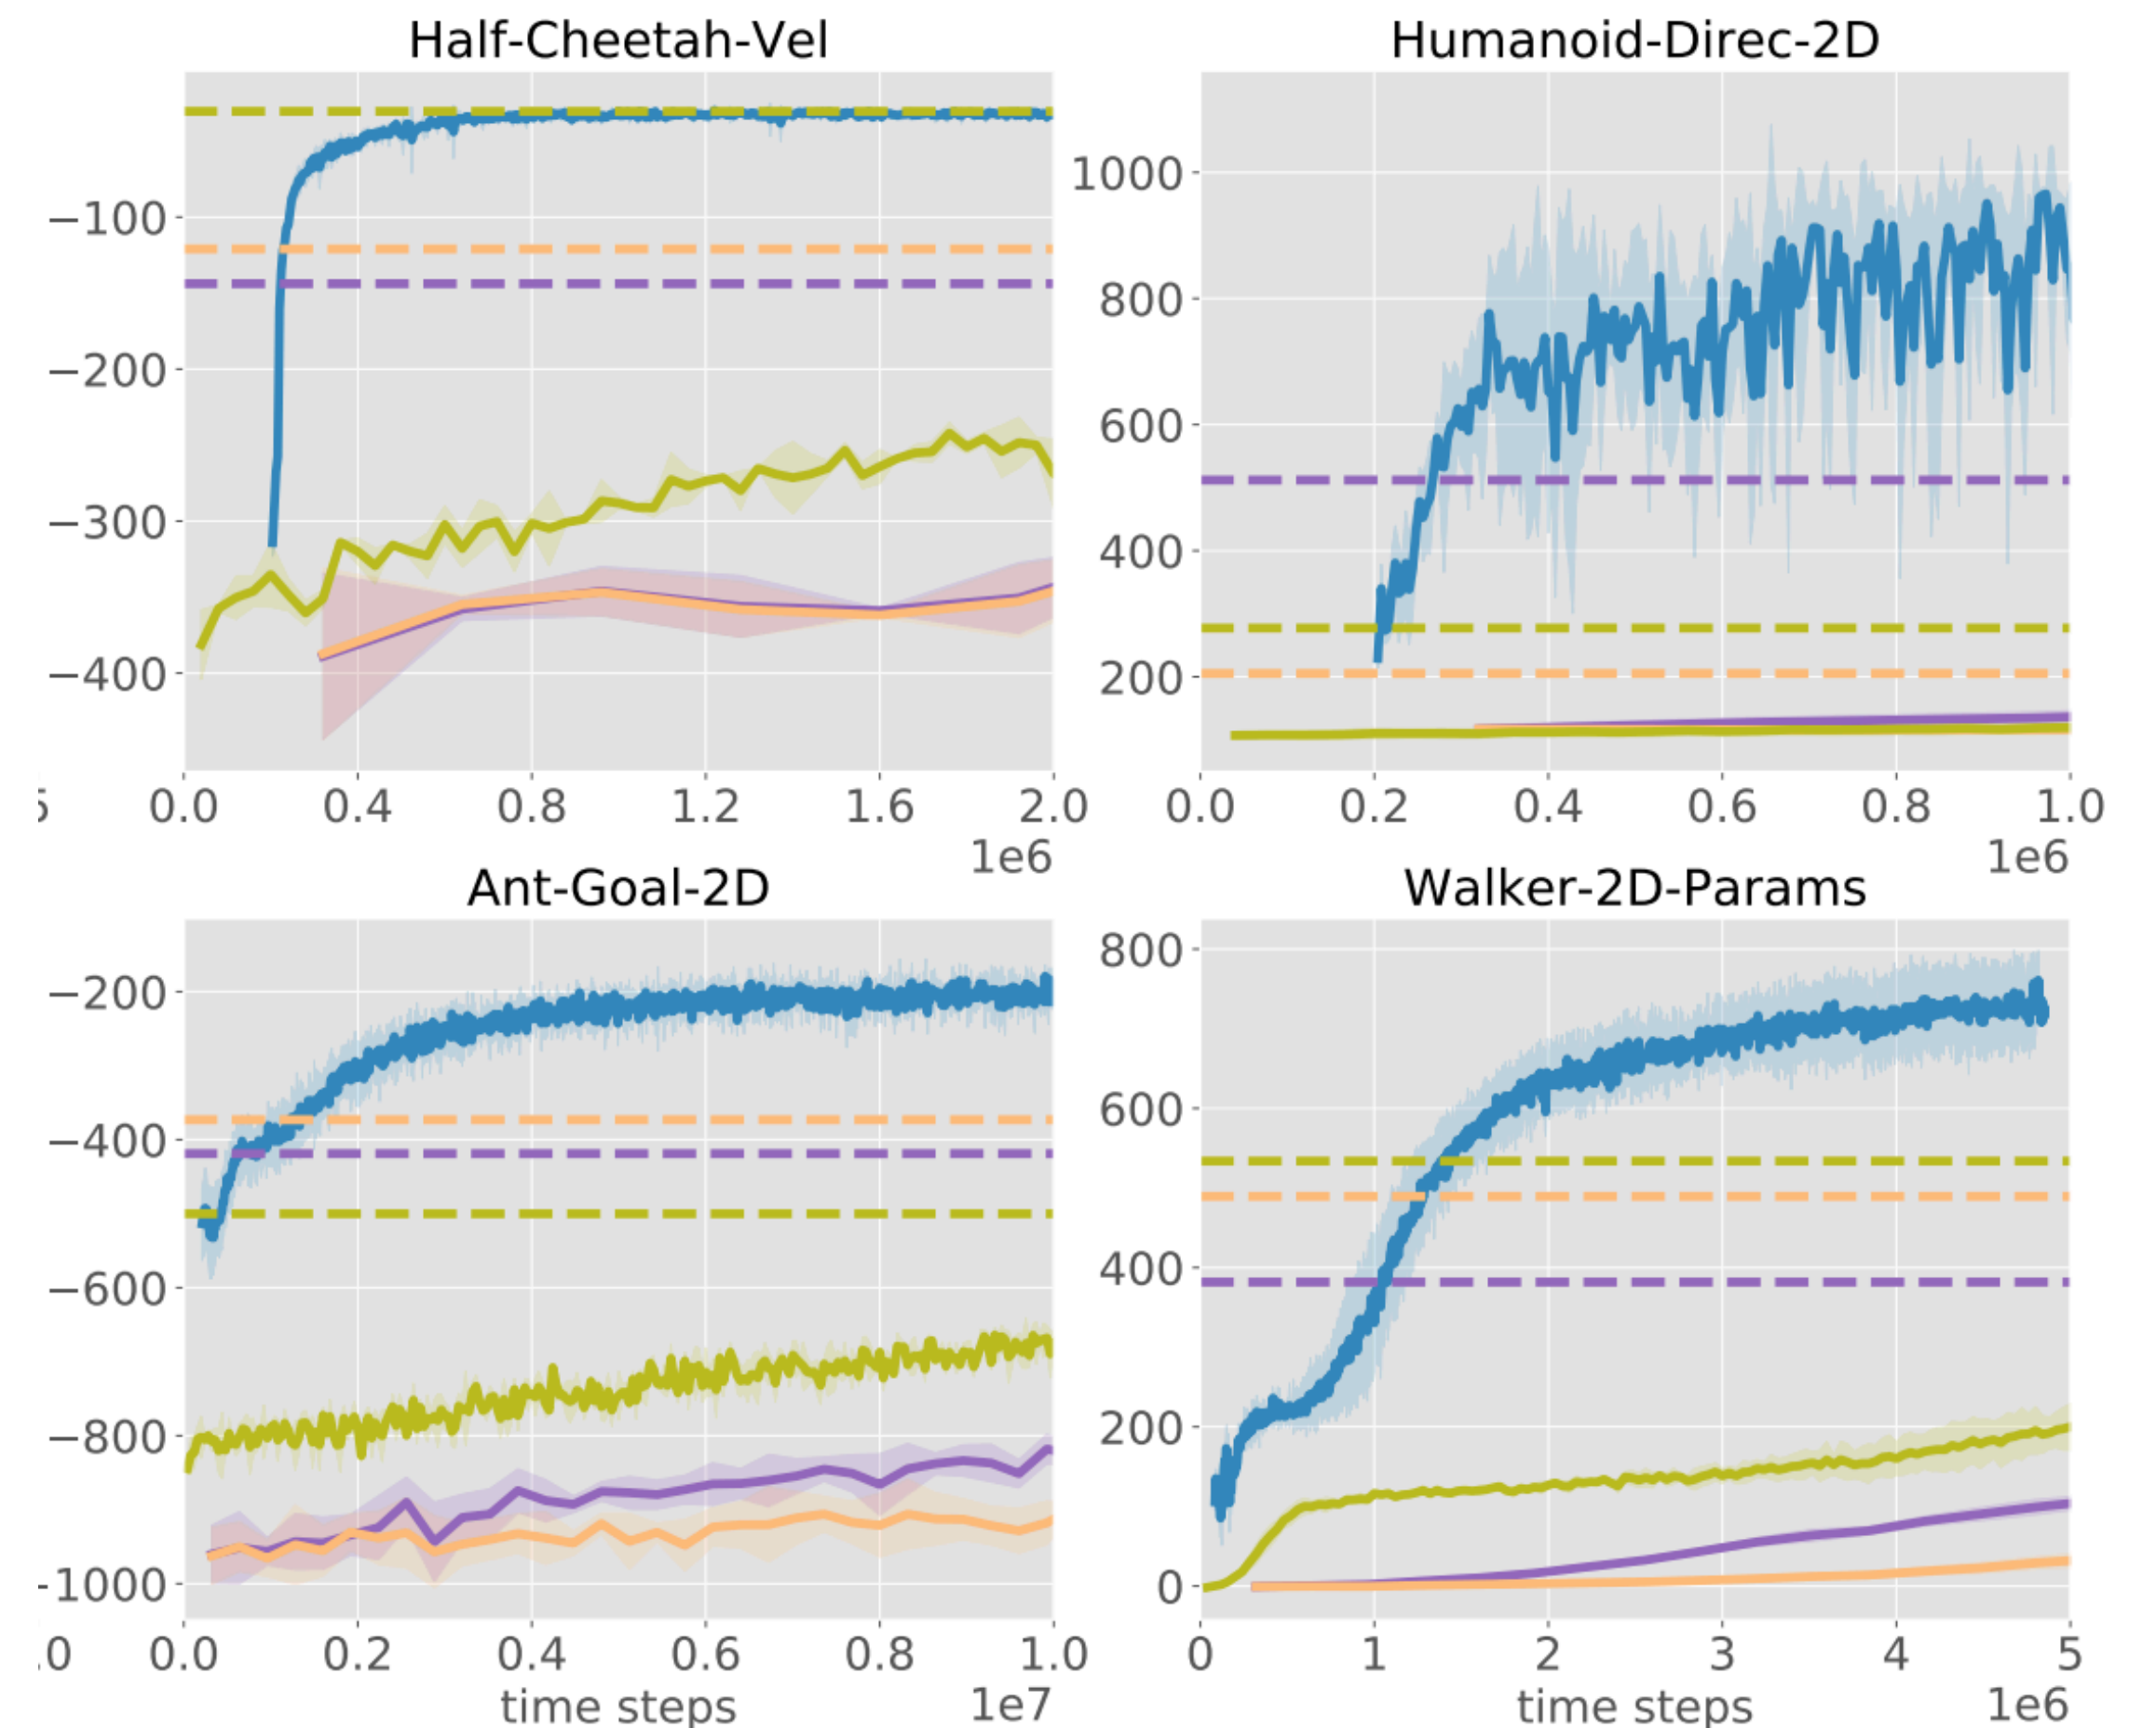 Half-Cheetah-Vel
−100
−200
−300
−400
0.0 0.4 0.8 1.2 1.6 2.0
1e6
Humanoid-Direc-2D
1000
800
600
400
200
0.0 0.2 0.4 0.6 0.8 1.0
1e6
Ant-Goal-2D
−200
−400
−600
−800
-1000
.0 0.0 0.2 0.4 0.6 0.8 1.0
time steps 1e7
Walker-2D-Params
800
600
400
200
0
0 1 2 3 4 5
time steps 1e6